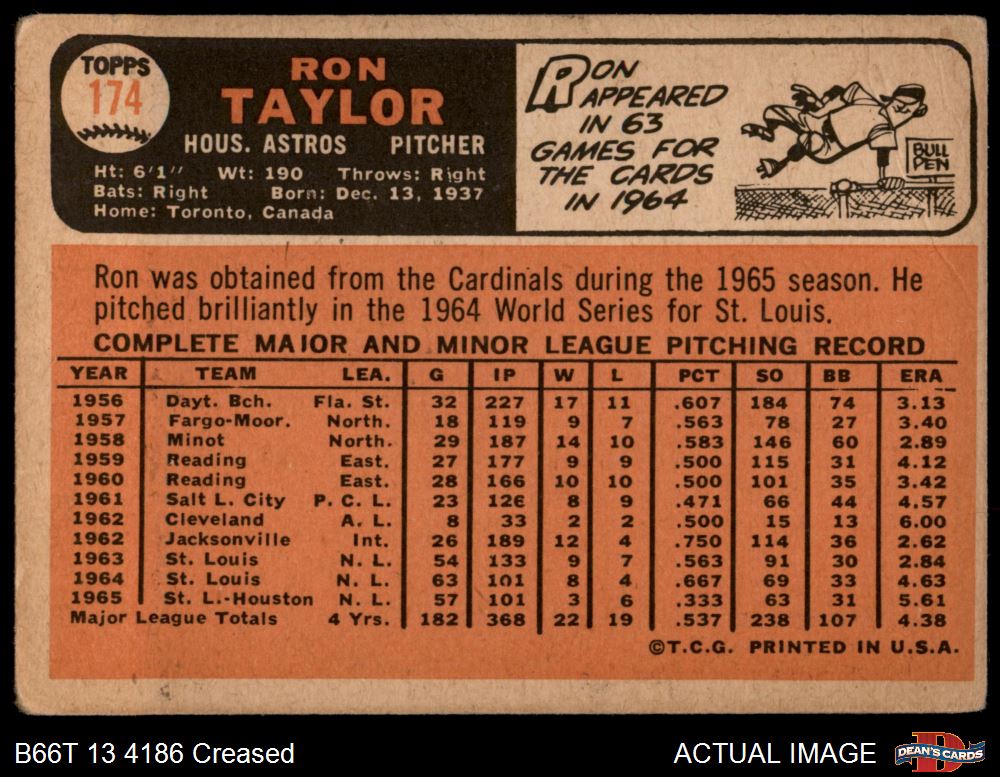 TOPPS
174
RON
TAYLOR
HOUS. ASTROS PITCHER
Ht: 6'1" Wt: 190 Throws: Right
Bats: Right Born: Dec. 13, 1937
Home: Toronto, Canada
RON
APPEARED
IN 63
GAMES FOR
THE CARDS
IN 1964
BULL
PEN
Ron was obtained from the Cardinals during the 1965 season. He
pitched brilliantly in the 1964 World Series for St. Louis.
COMPLETE MAJOR AND MINOR LEAGUE PITCHING RECORD
YEAR TEAM LEA. G IP W L PCT SO BB ERA
1956 Dayt. Bch. Fla. St. 32 227 17 11 .607 184 74 3.13
1957 Fargo-Moor. North. 18 119 9 7 .563 78 27 3.40
1958 Minot North. 29 187 14 10 .583 146 60 2.89
1959 Reading East. 27 177 9 9 .500 115 31 4.12
1960 Reading East. 28 166 10 10 .500 101 35 3.42
1961 Salt L. City P. C. L. 23 126 8 9 .471 66 44 4.57
1962 Cleveland A. L. 8 33 2 2 .500 15 13 6.00
1962 Jacksonville Int. 26 189 12 4 .750 114 36 2.62
1963 St. Louis N. L. 54 133 9 7 .563 91 30 2.84
1964 St. Louis N. L. 63 101 8 4 .667 69 33 4.63
1965 St. L.-Houston N. L. 57 101 3 6 .333 63 31 5.61
Major League Totals 4 Yrs. 182 368 22 19 .537 238 107 4.38
©T.C.G. PRINTED IN U.S.A.
B66T 13 4186 Creased
ACTUAL IMAGE
DEAN'S CARDS